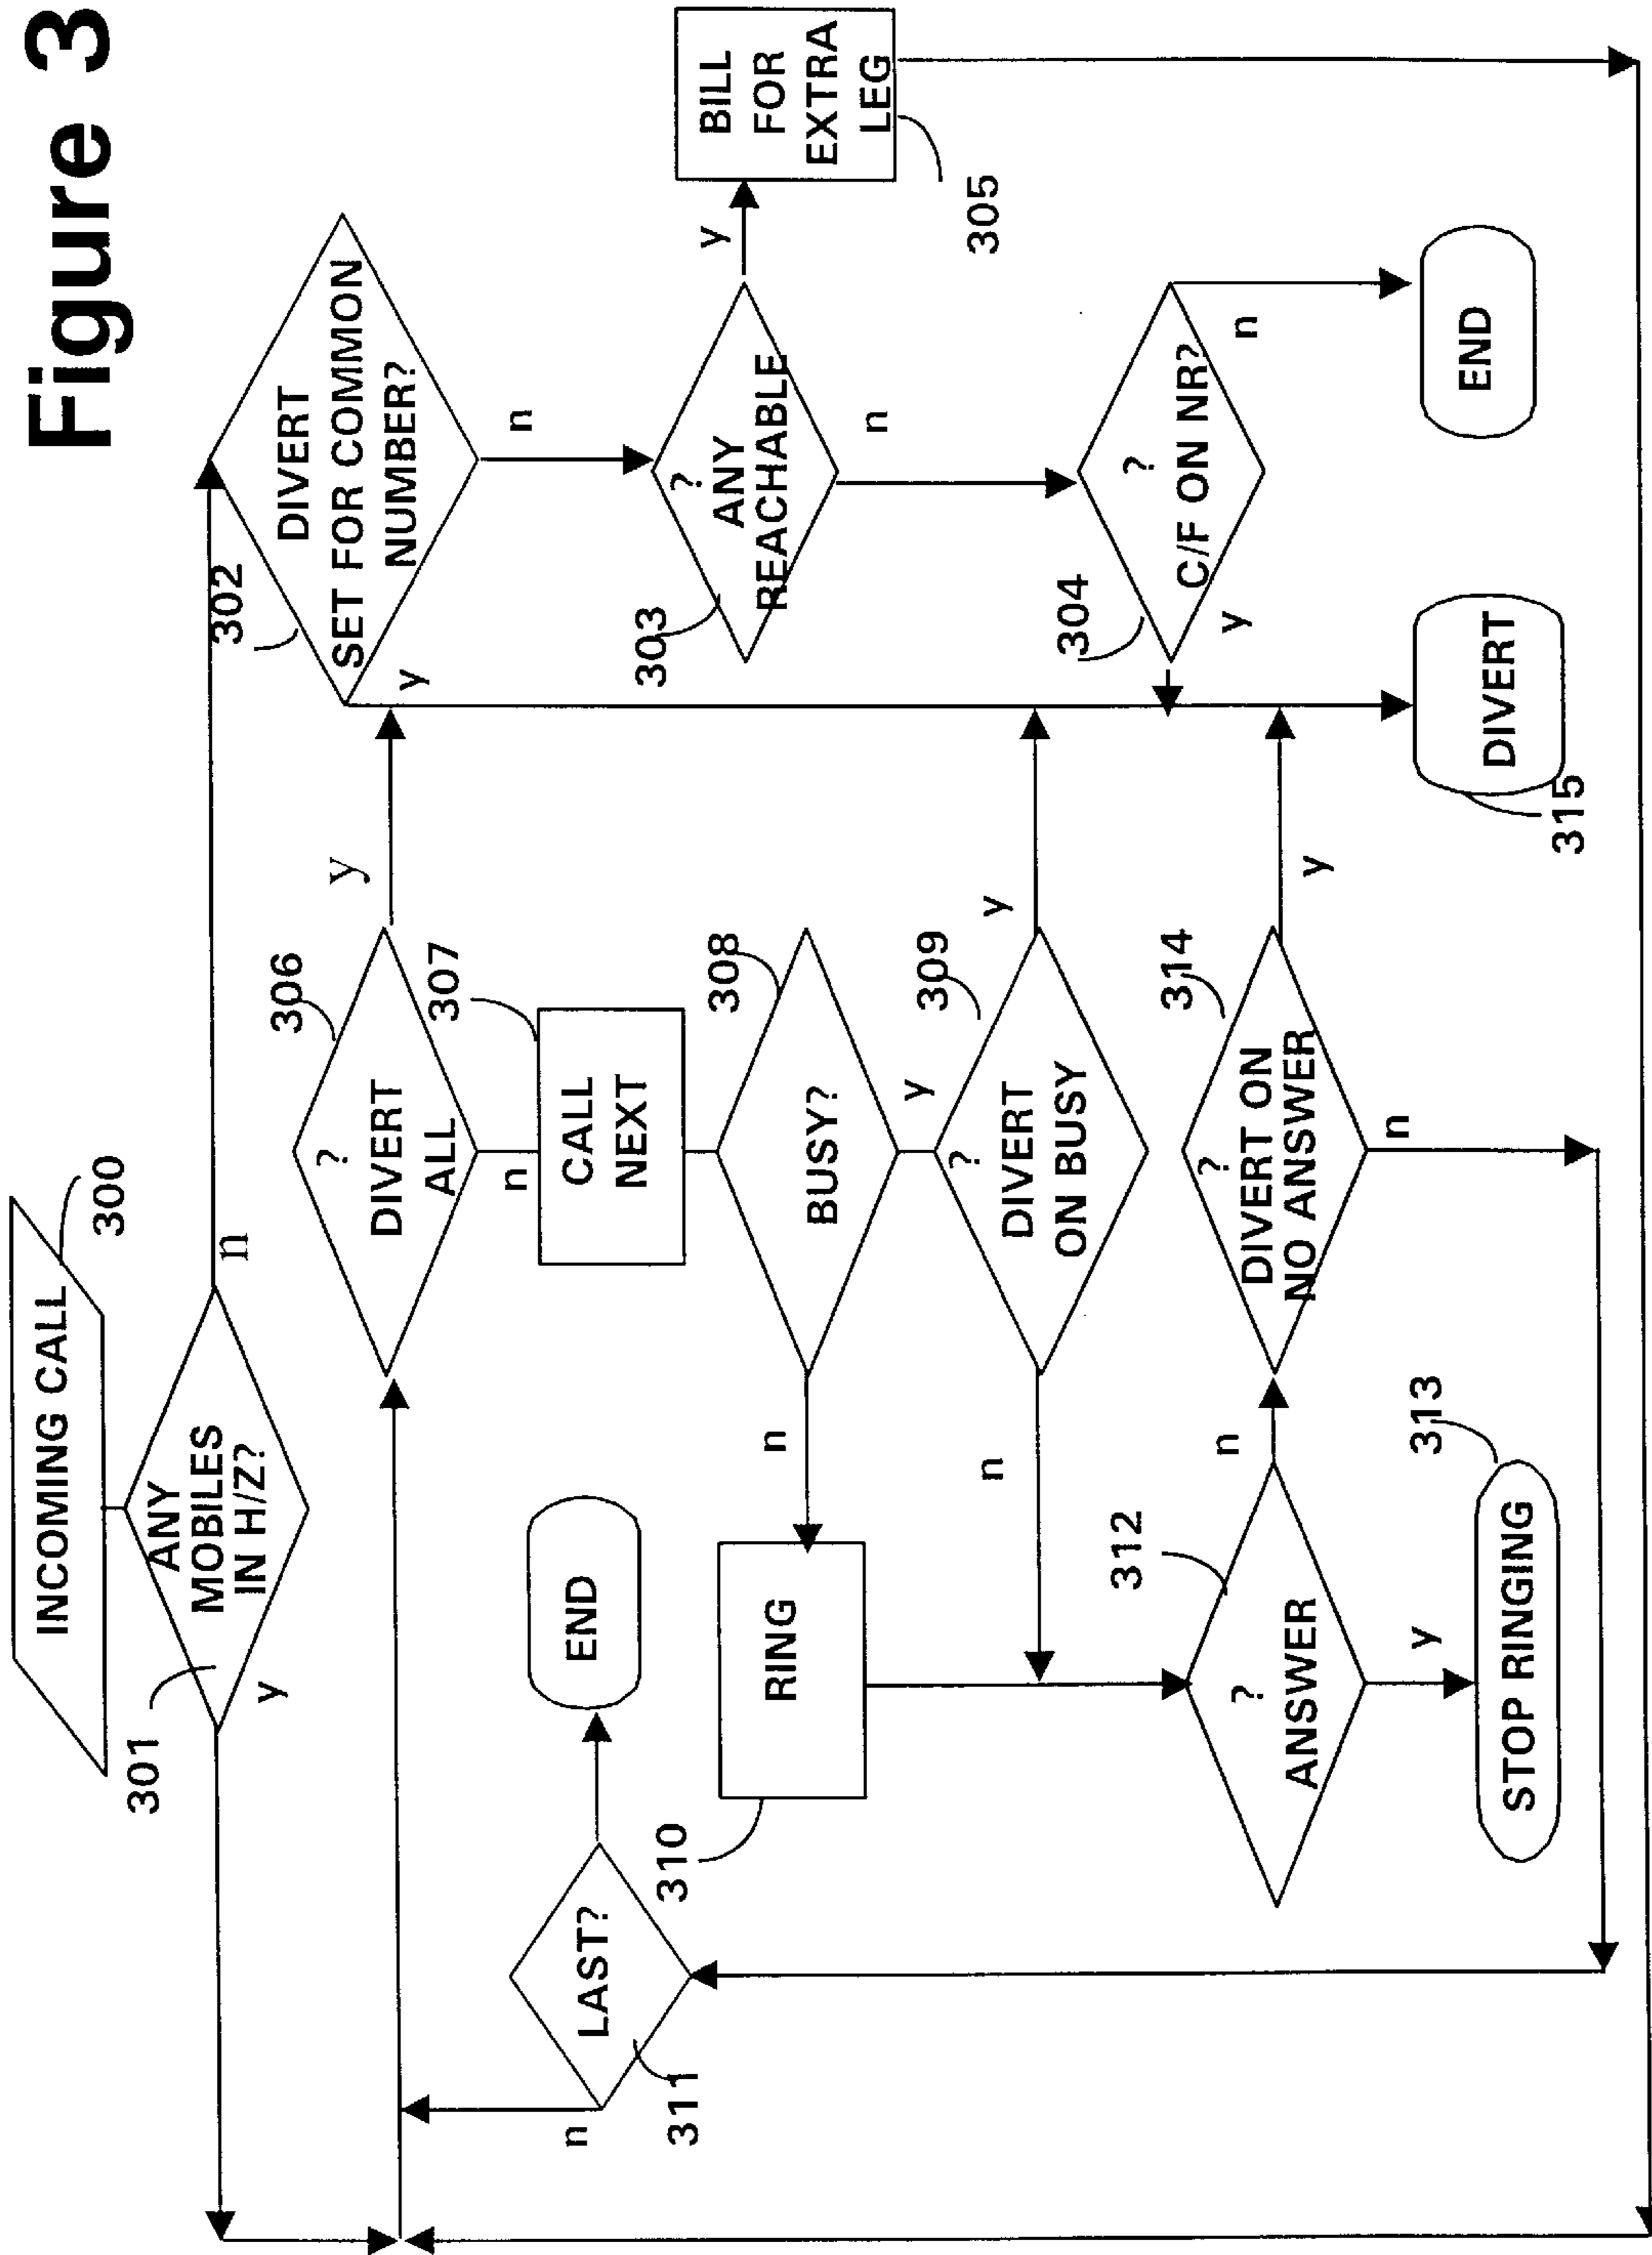 Figure 3
INCOMING CALL
300
301
ANY
MOBILES
IN H/Z?
y
n
302
DIVERT
SET FOR COMMON
NUMBER?
y
n
306
?
DIVERT
ALL
y
n
303
?
ANY
REACHABLE
y
n
BILL
FOR
EXTRA
LEG
305
307
CALL
NEXT
311
LAST?
n
END
308
BUSY?
n
y
310
RING
309
?
DIVERT
ON BUSY
n
y
304
?
C/F ON NR?
y
n
312
?
ANSWER
n
y
314
?
DIVERT ON
NO ANSWER
y
n
313
STOP RINGING
DIVERT
315
END